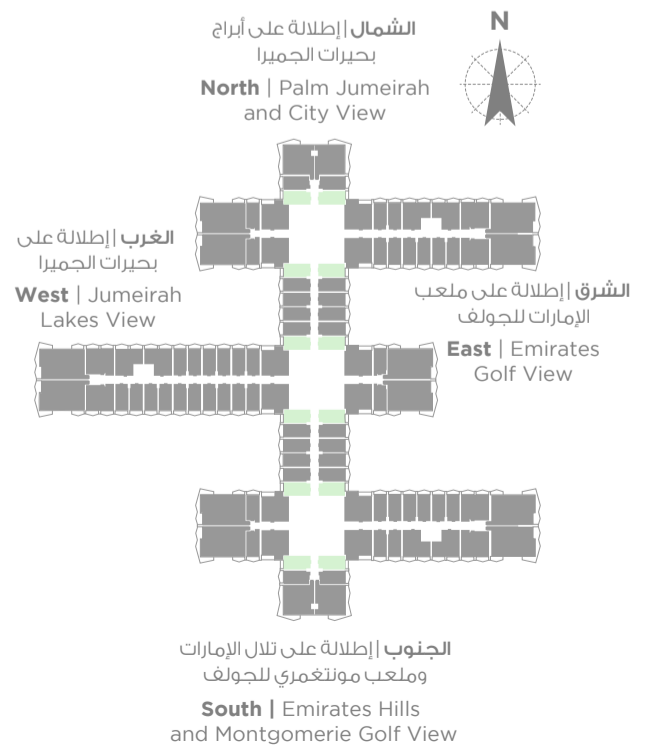 الشمال | إطلالة على أبراج
بحيرات الجميرا
North | Palm Jumeirah
and City View
N
الغرب | إطلالة على
بحيرات الجميرا
West | Jumeirah
Lakes View
الشرق | إطلالة على ملعب
الإمارات للجولف
East | Emirates
Golf View
الجنوب | إطلالة على تلال الإمارات
وملعب مونتغمري للجولف
South | Emirates Hills
and Montgomerie Golf View